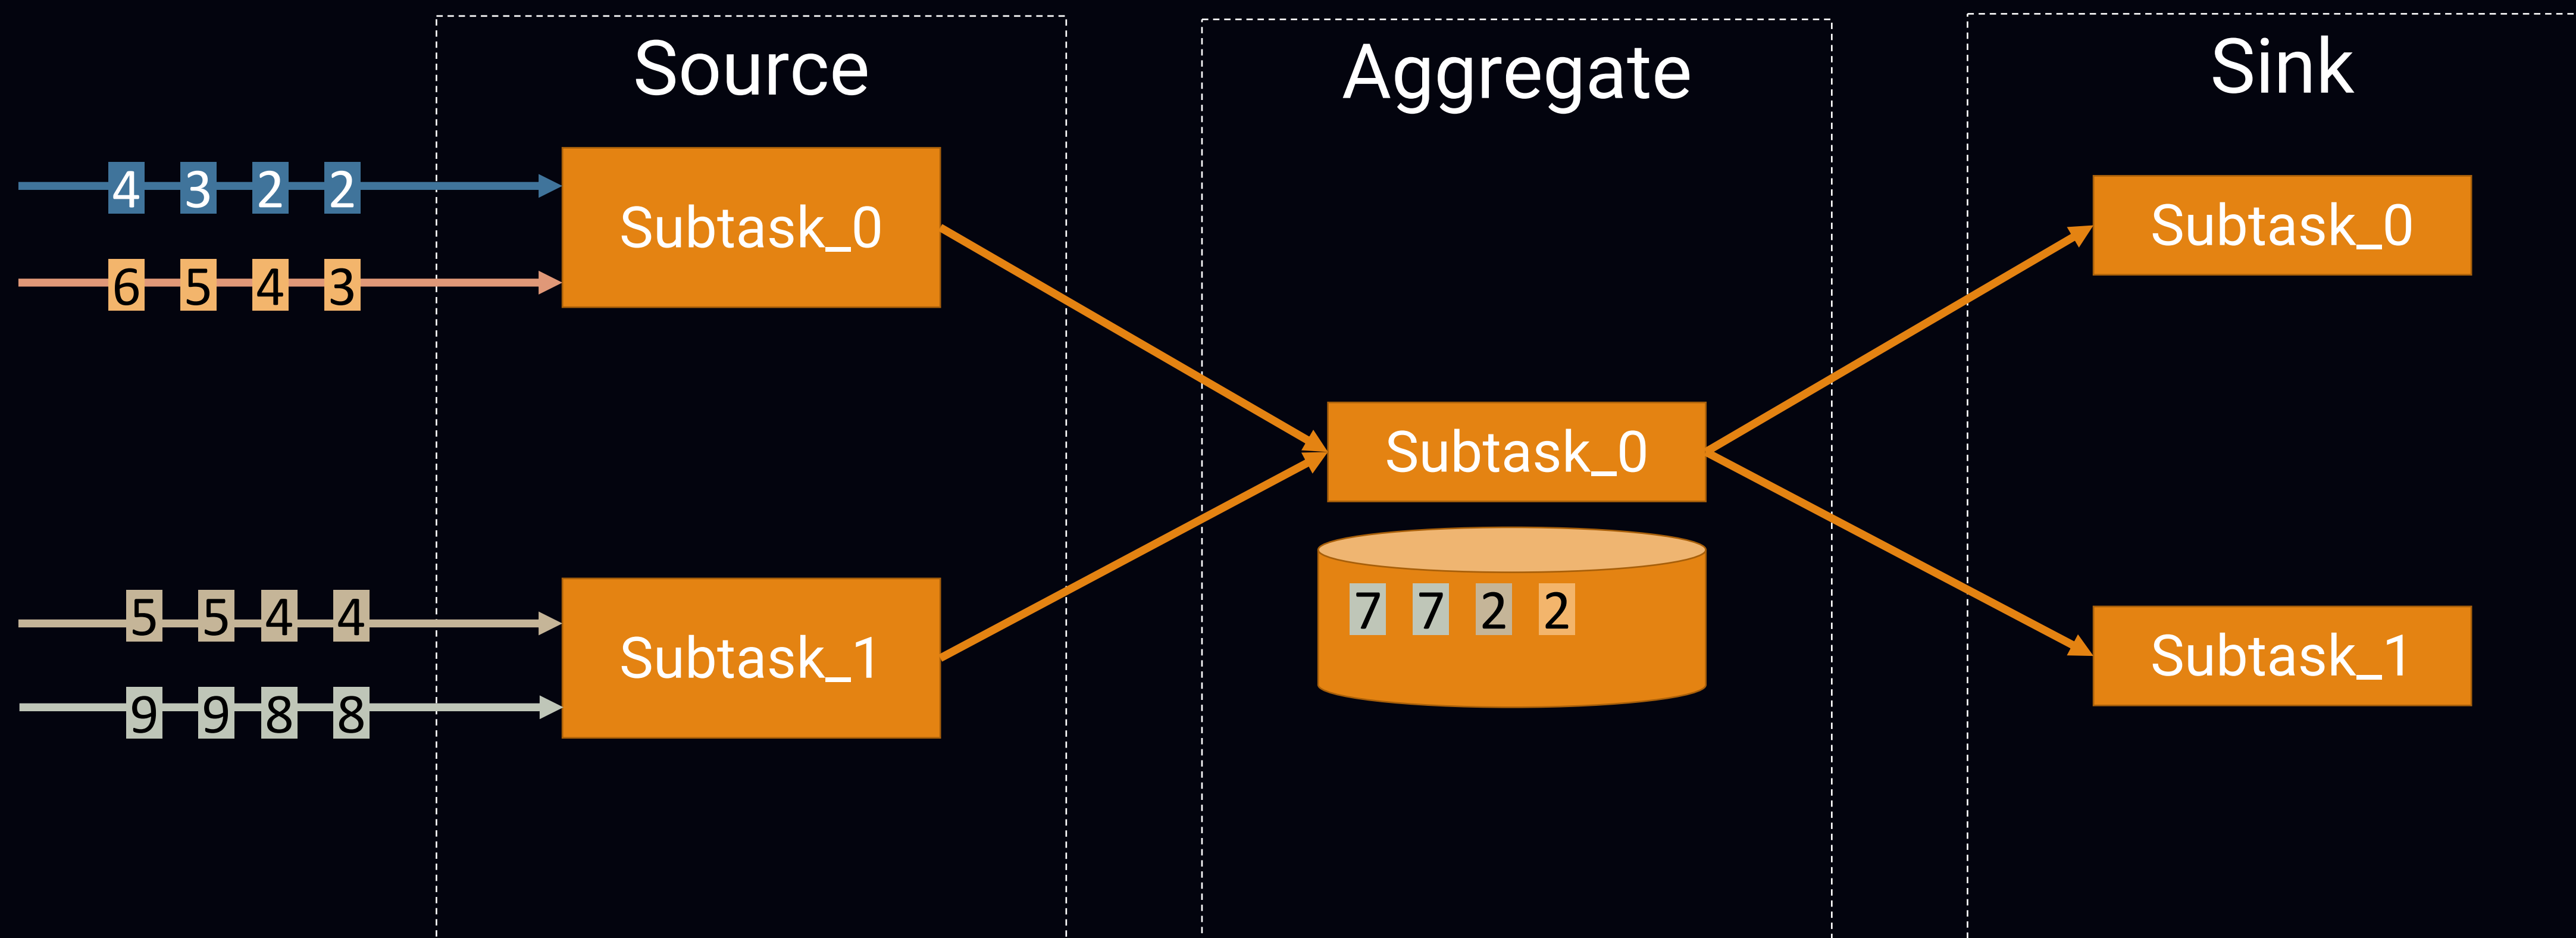 Source
Aggregate
Sink
4 3 2 2
6 5 4 3
Subtask_0
Subtask_0
Subtask_0
5 5 4 4
9 9 8 8
Subtask_1
7 7 2 2
Subtask_1